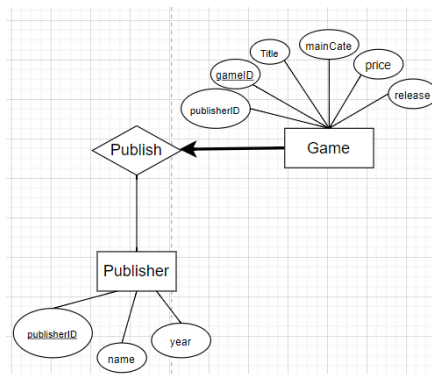 mainCate
Title
price
gameID
release
publisherID
Publish
Game
Publisher
publisherID
year
name